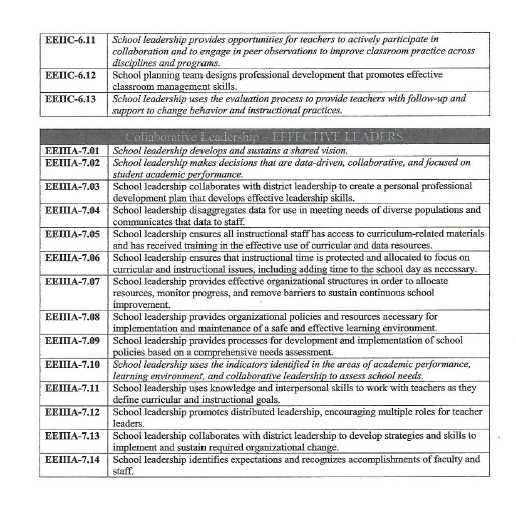 EEIIC-6.11 School leadership provides opportunities for teachers to actively participate in
collaboration and to engage in peer observations to improve classroom practice across
disciplines and programs.
EEIIC-6.12 School planning team designs professional development that promotes effective
classroom management skills.
EEIIC-6.13 School leadership uses the evaluation process to provide teachers with follow-up and
support to change behavior and instructional practices.
Collaborative Leadership – EFFECTIVE LEADERS
EEIIIA-7.01 School leadership develops and sustains a shared vision.
EEIIIA-7.02 School leadership makes decisions that are data-driven, collaborative, and focused on
student academic performance.
EEIIIA-7.03 School leadership collaborates with district leadership to create a personal professional
development plan that develops effective leadership skills.
EEIIIA-7.04 School leadership disaggregates data for use in meeting needs of diverse populations and
communicates that data to staff.
EEIIIA-7.05 School leadership ensures all instructional staff has access to curriculum-related materials
and has received training in the effective use of curricular and data resources.
EEIIIA-7.06 School leadership ensures that instructional time is protected and allocated to focus on
curricular and instructional issues, including adding time to the school day as necessary.
EEIIIA-7.07 School leadership provides effective organizational structures in order to allocate
resources, monitor progress, and remove barriers to sustain continuous school
improvement.
EEIIIA-7.08 School leadership provides organizational policies and resources necessary for
implementation and maintenance of a safe and effective learning environment.
EEIIIA-7.09 School leadership provides processes for development and implementation of school
policies based on a comprehensive needs assessment.
EEIIIA-7.10 School leadership uses the indicators identified in the areas of academic performance,
learning environment, and collaborative leadership to assess school needs.
EEIIIA-7.11 School leadership uses knowledge and interpersonal skills to work with teachers as they
define curricular and instructional goals.
EEIIIA-7.12 School leadership promotes distributed leadership, encouraging multiple roles for teacher
leaders.
EEIIIA-7.13 School leadership collaborates with district leadership to develop strategies and skills to
implement and sustain required organizational change.
EEIIIA-7.14 School leadership identifies expectations and recognizes accomplishments of faculty and
staff.